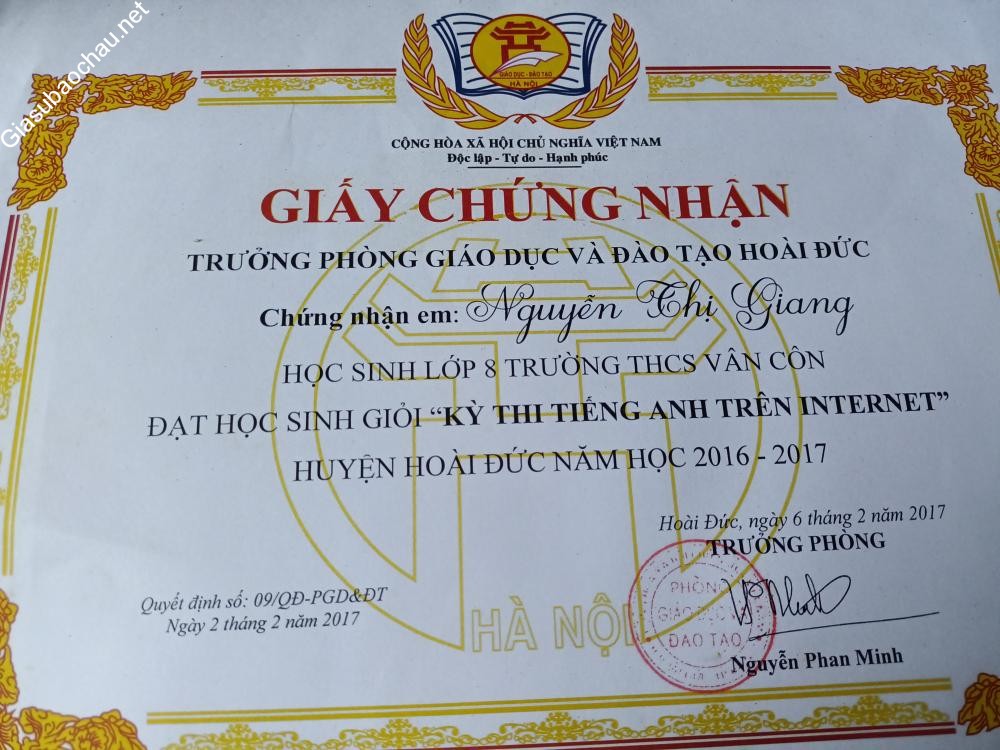 Giasubaochau.net
GIÁO DỤC - ĐÀO TẠO
HÀ NỘI
CỘNG HÒA XÃ HỘI CHỦ NGHĨA VIỆT NAM
Độc lập - Tự do - Hạnh phúc
GIẤY CHỨNG NHẬN
TRƯỞNG PHÒNG GIÁO DỤC VÀ ĐÀO TẠO HOÀI ĐỨC
Chứng nhận em: Nguyễn Thị Giang
HỌC SINH LỚP 8 TRƯỜNG THCS VÂN CÔN
ĐẠT HỌC SINH GIỎI “KỲ THI TIẾNG ANH TRÊN INTERNET”
HUYỆN HOÀI ĐỨC NĂM HỌC 2016 - 2017
Hoài Đức, ngày 6 tháng 2 năm 2017
TRƯỞNG PHÒNG
Quyết định số: 09/QĐ-PGD&ĐT
Ngày 2 tháng 2 năm 2017
HÀ NỘI
PHÒNG
GIÁO DỤC
ĐÀO TẠO
Nguyễn Phan Minh